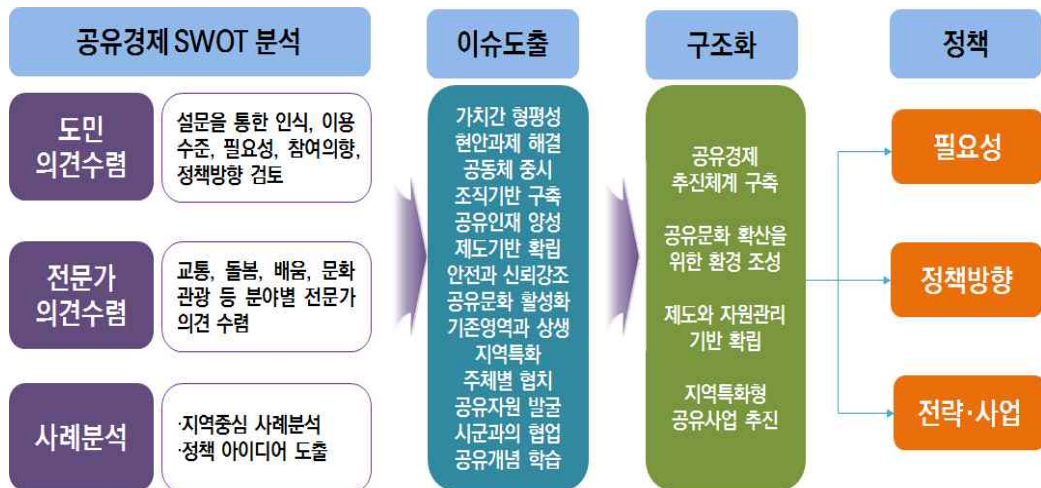 공유경제 SWOT 분석
도민
의견수렴
설문을 통한 인식, 이용
수준, 필요성, 참여의향,
정책방향 검토
전문가
의견수렴
교통, 돌봄, 배움, 문화
관광 등 분야별 전문가
의견 수렴
사례분석
·지역중심 사례분석
·정책 아이디어 도출
이슈도출
가치간 형평성
현안과제 해결
공동체 중시
조직기반 구축
공유인재 양성
제도기반 확립
안전과 신뢰강조
공유문화 활성화
기존영역과 상생
지역특화
주체별 협치
공유자원 발굴
시군과의 협업
공유개념 학습
구조화
공유경제
추진체계 구축
공유문화 확산을
위한 환경 조성
제도와 자원관리
기반 확립
지역특화형
공유사업 추진
정책
필요성
정책방향
전략·사업